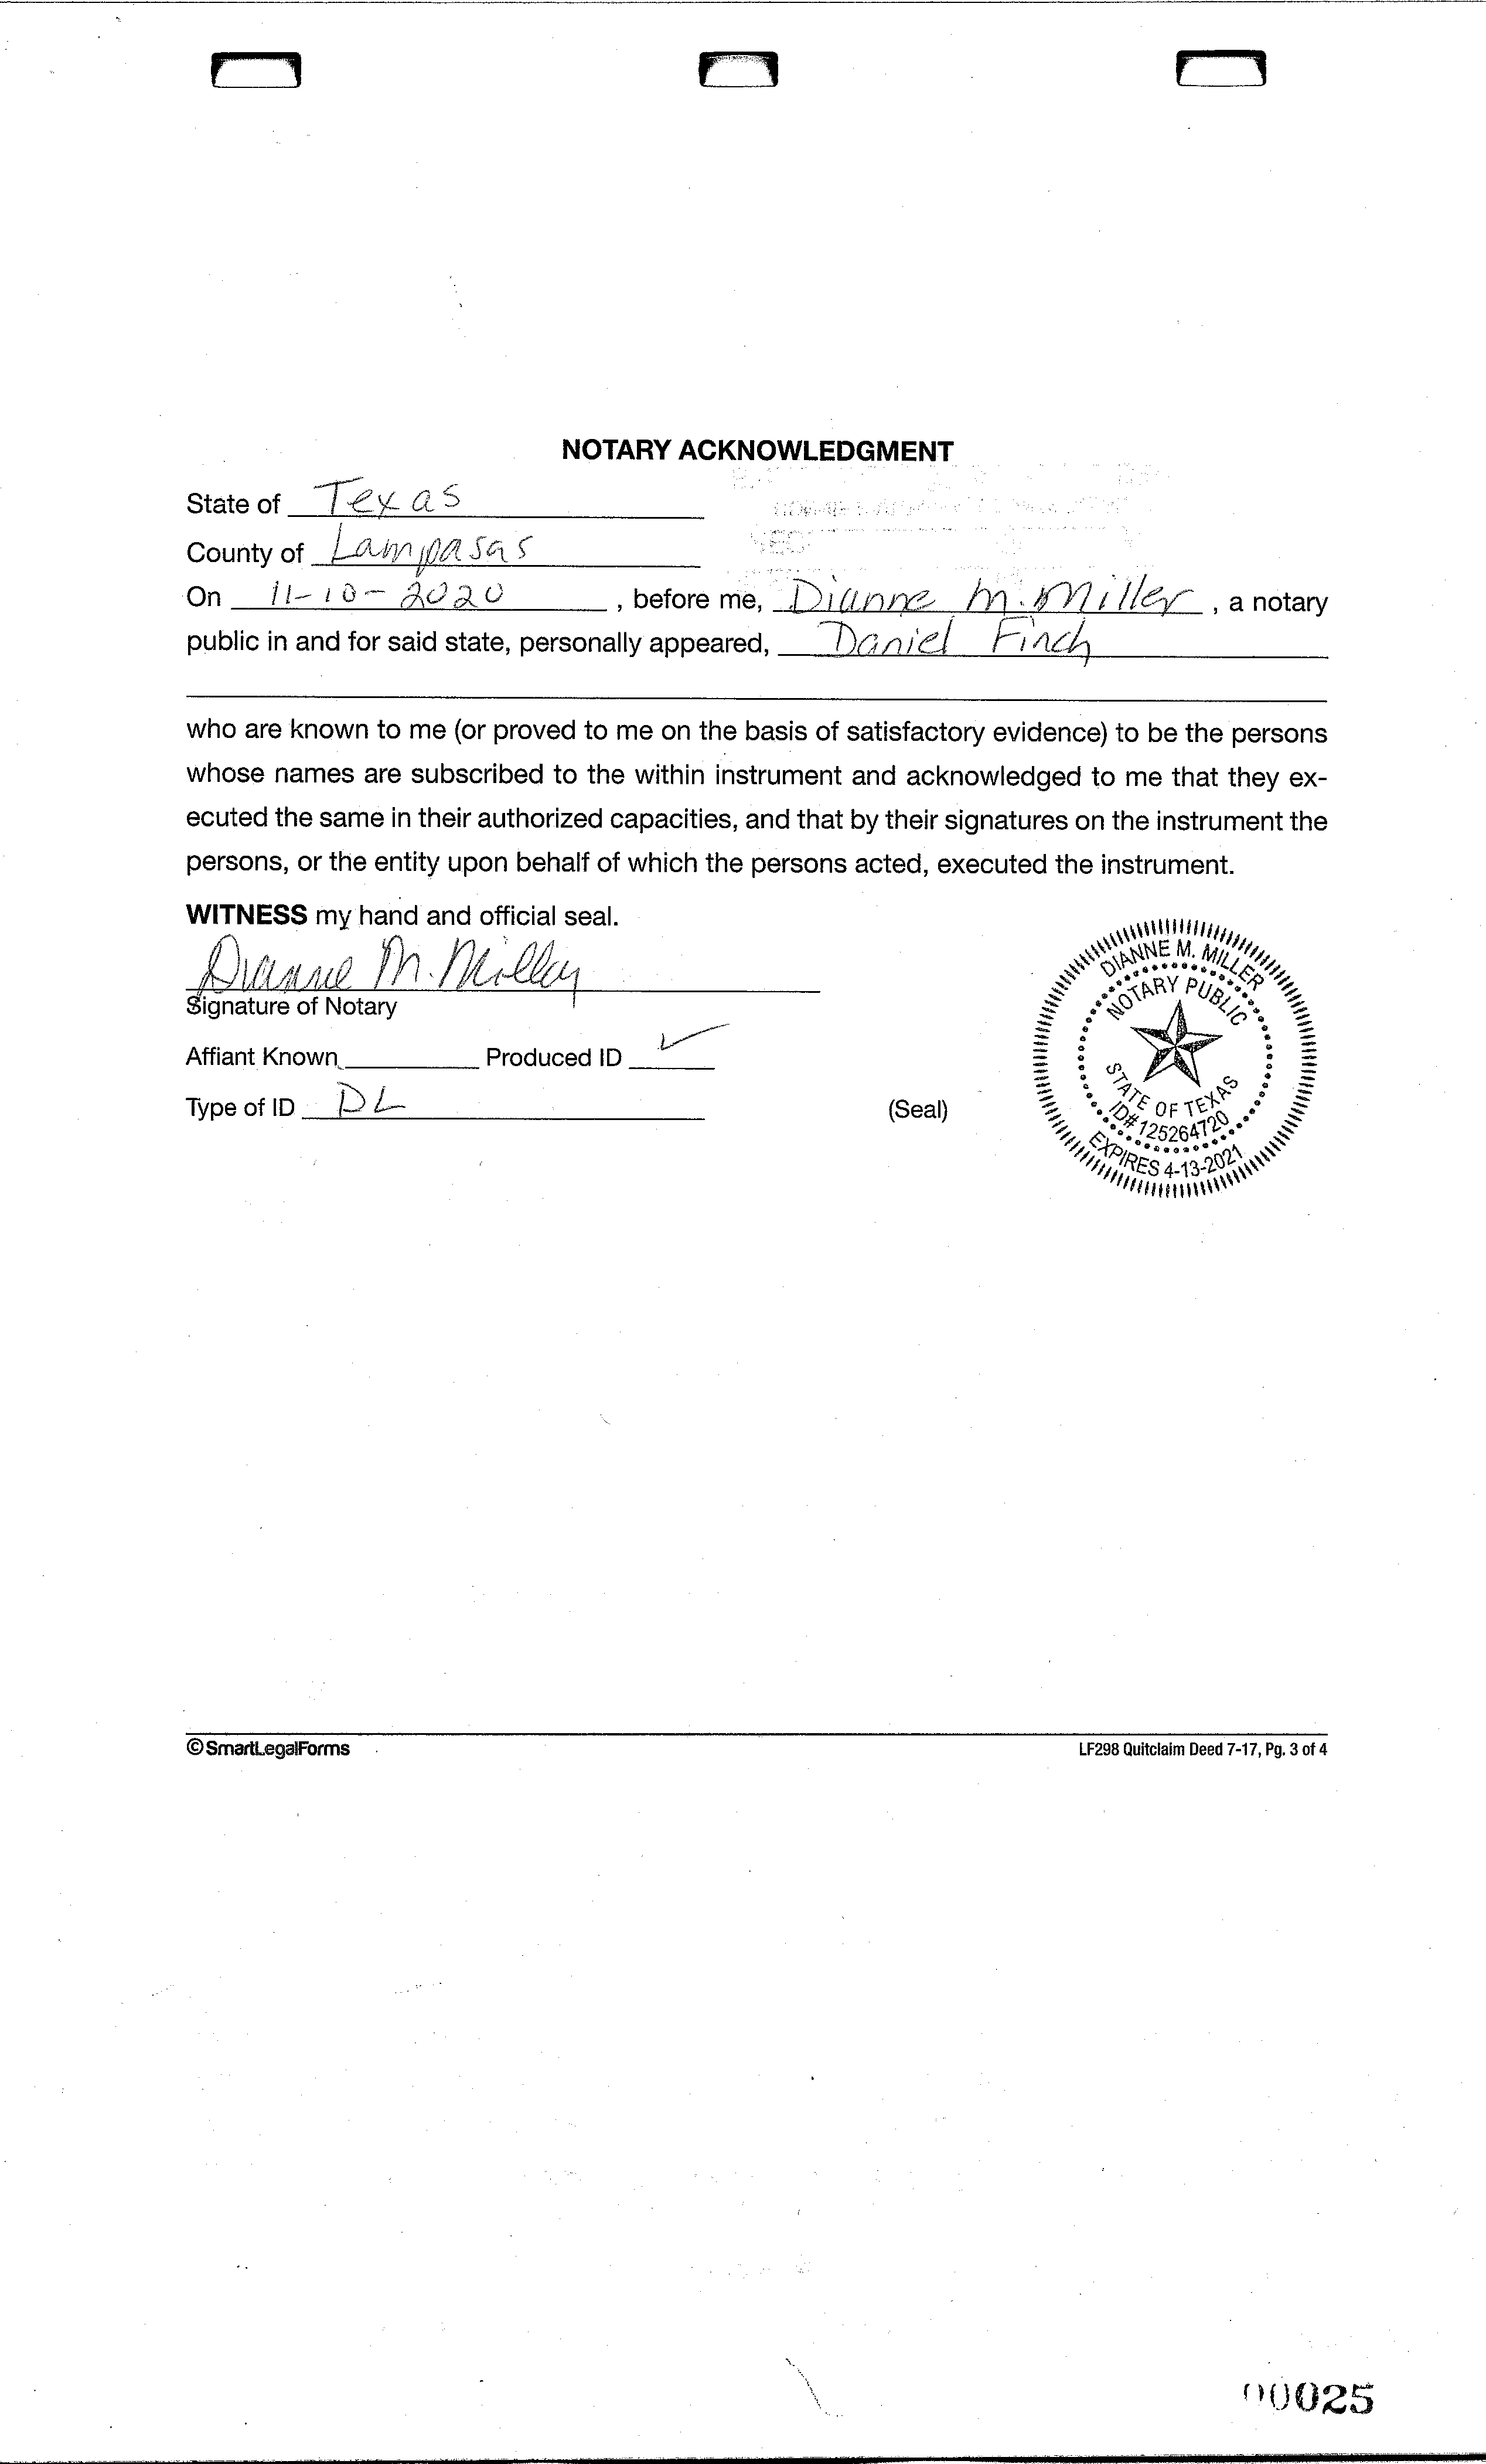 NOTARY ACKNOWLEDGMENT
State of Texas
County of Lampasas
On 11-10-2020, before me, Dianne M. Miller, a notary
public in and for said state, personally appeared, Daniel Finch
who are known to me (or proved to me on the basis of satisfactory evidence) to be the persons
whose names are subscribed to the within instrument and acknowledged to me that they ex-
ecuted the same in their authorized capacities, and that by their signatures on the instrument the
persons, or the entity upon behalf of which the persons acted, executed the instrument.
WITNESS my hand and official seal.
Dianne M. Miller
Signature of Notary
Affiant Known Produced ID ✓
Type of ID DL
(Seal)
DIANNE M. MILLER
NOTARY PUBLIC
STATE OF TEXAS
ID# 125264720
EXPIRES 4-13-2021
©SmartLegalForms
LF298 Quitclaim Deed 7-17, Pg. 3 of 4
00025